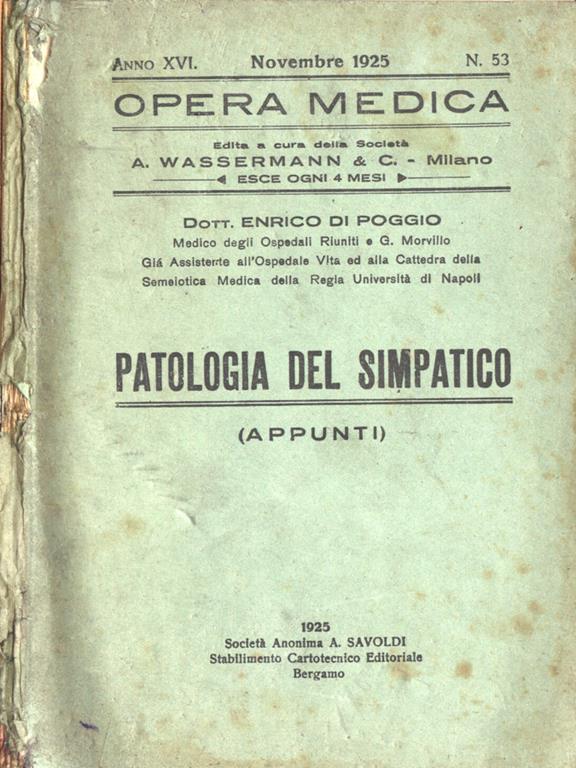 ANNO XVI. Novembre 1925 N. 53
OPERA MEDICA
Edita a cura della Società
A. WASSERMANN & C. - Milano
ESCE OGNI 4 MESI
DOTT. ENRICO DI POGGIO
Medico degli Ospedali Riuniti e G. Morvillo
Giá Assistente all'Ospedale Vita ed alla Cattedra della
Semeiotica Medica della Regia Università di Napoli
PATOLOGIA DEL SIMPATICO
(APPUNTI)
1925
Società Anonima A. SAVOLDI
Stabilimento Cartotecnico Editoriale
Bergamo